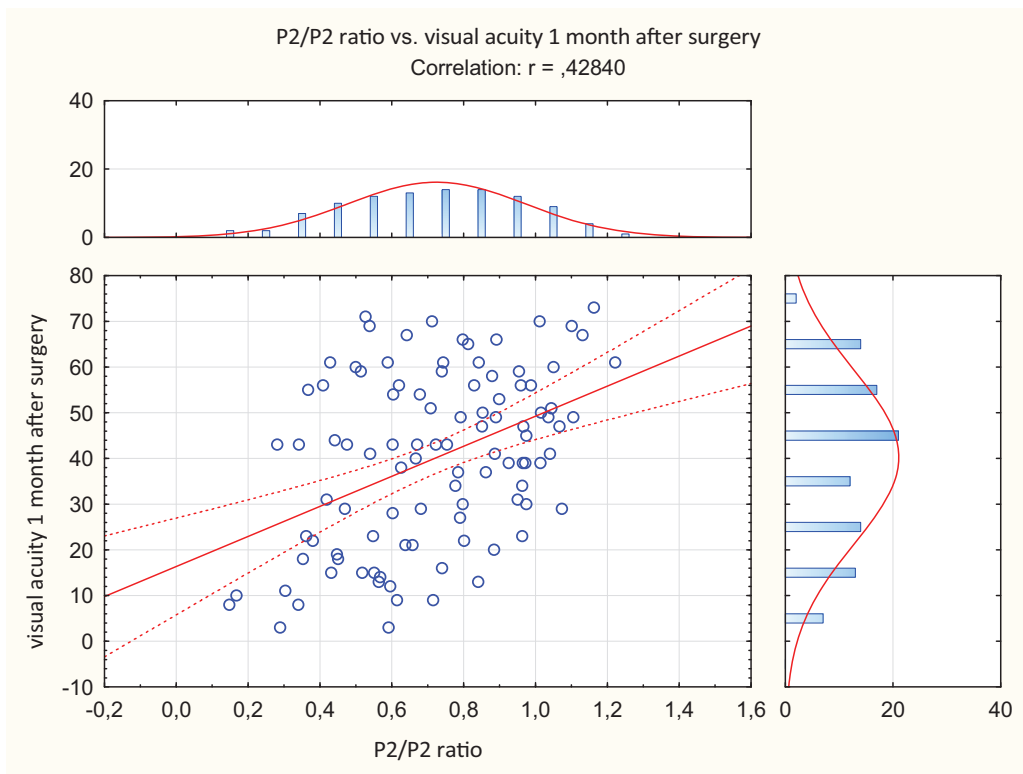 P2/P2 ratio vs. visual acuity 1 month after surgery
Correlation: r = ,42840
40
20
0
80
70
60
50
40
30
20
10
0
-10
visual acuity 1 month after surgery
-0,2 0,0 0,2 0,4 0,6 0,8 1,0 1,2 1,4 1,6
0 20 40
P2/P2 ratio